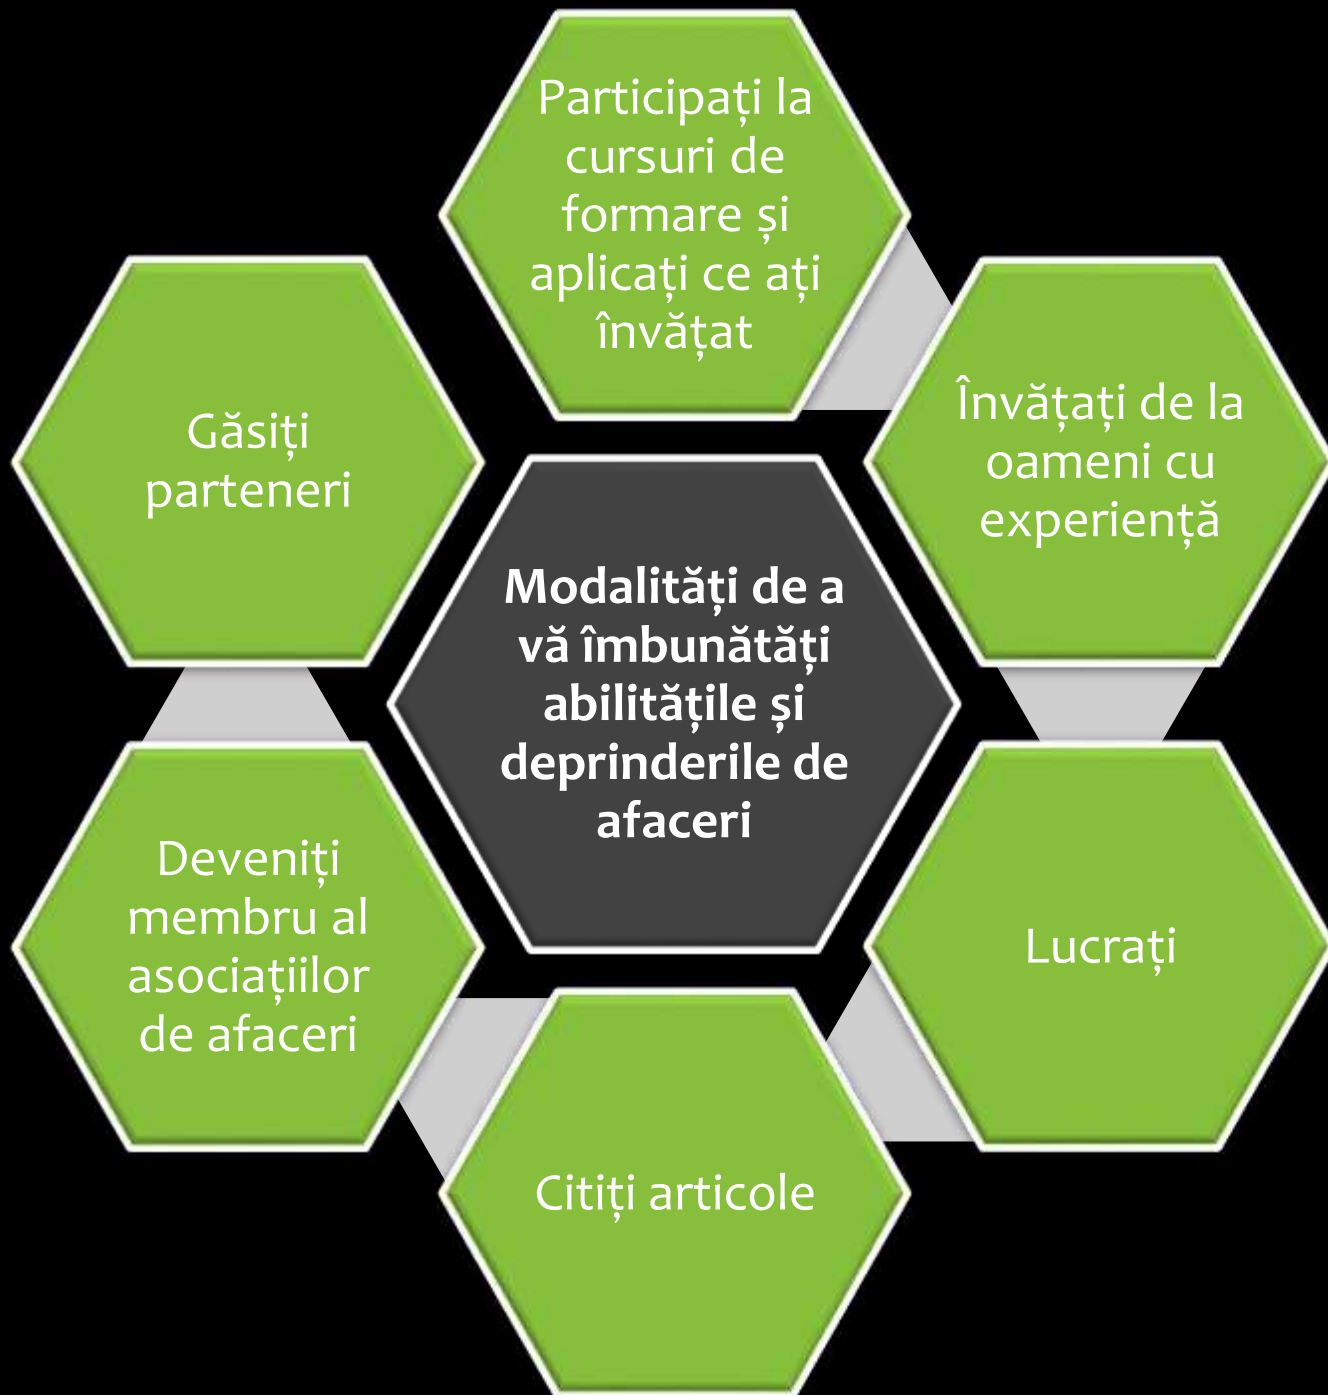 Participați la
cursuri de
formare și
aplicați ce ați
învățat
Învățați de la
oameni cu
experiență
Lucrați
Citiți articole
Deveniți
membru al
asociațiilor
de afaceri
Găsiți
parteneri
Modalități de a
vă îmbunătăți
abilitățile și
deprinderile de
afaceri